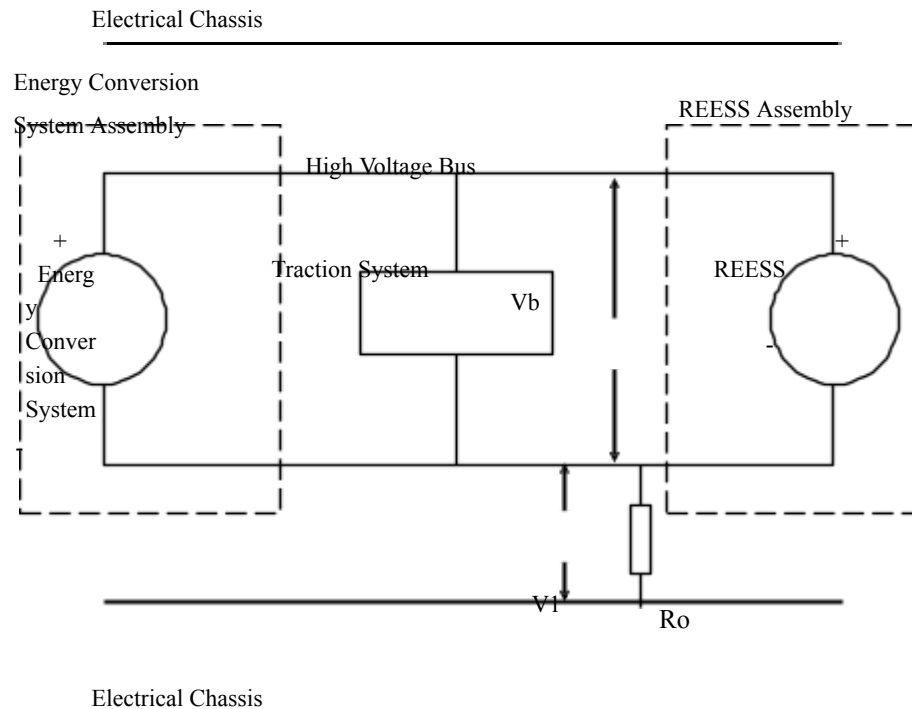 Electrical Chassis
Energy Conversion
System Assembly
REESS Assembly
High Voltage Bus
+
+
Energ
y
Conver
sion
System
-
Traction System
Vb
REESS
-
V1
Ro
Electrical Chassis